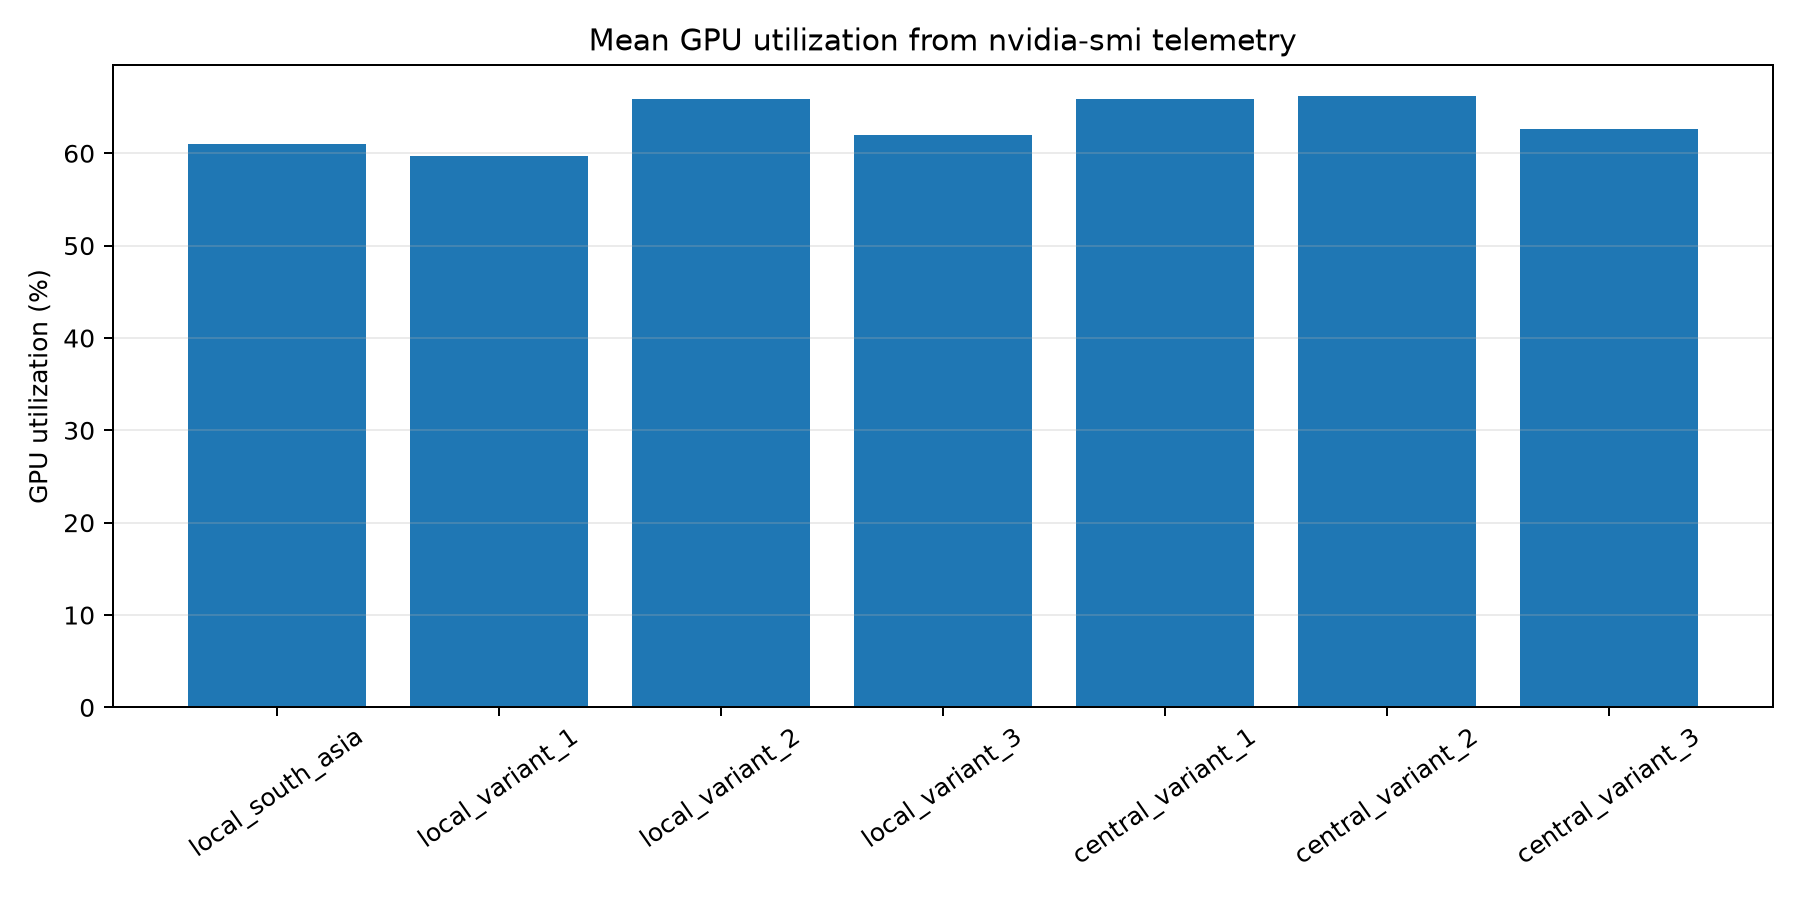 Mean GPU utilization from nvidia-smi telemetry
GPU utilization (%)
60
50
40
30
20
10
0
local_south_asia
local_variant_1
local_variant_2
local_variant_3
central_variant_1
central_variant_2
central_variant_3